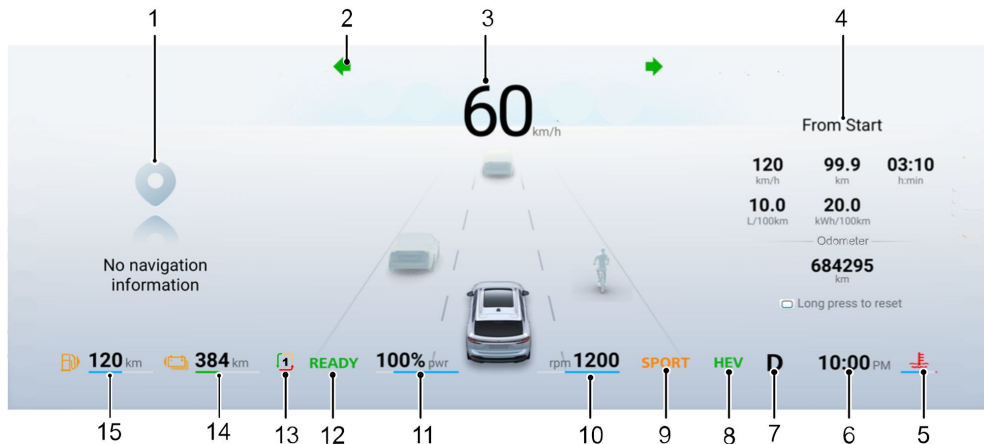 1 2 3 4
60 km/h
From Start
120 99.9 03:10
km/h km h:min
10.0 20.0
L/100km kWh/100km
Odometer
684295
km
Long press to reset
No navigation
information
120 km 384 km 1 READY 100% pwr rpm 1200 SPORT HEV D 10:00 PM
15 14 13 12 11 10 9 8 7 6 5